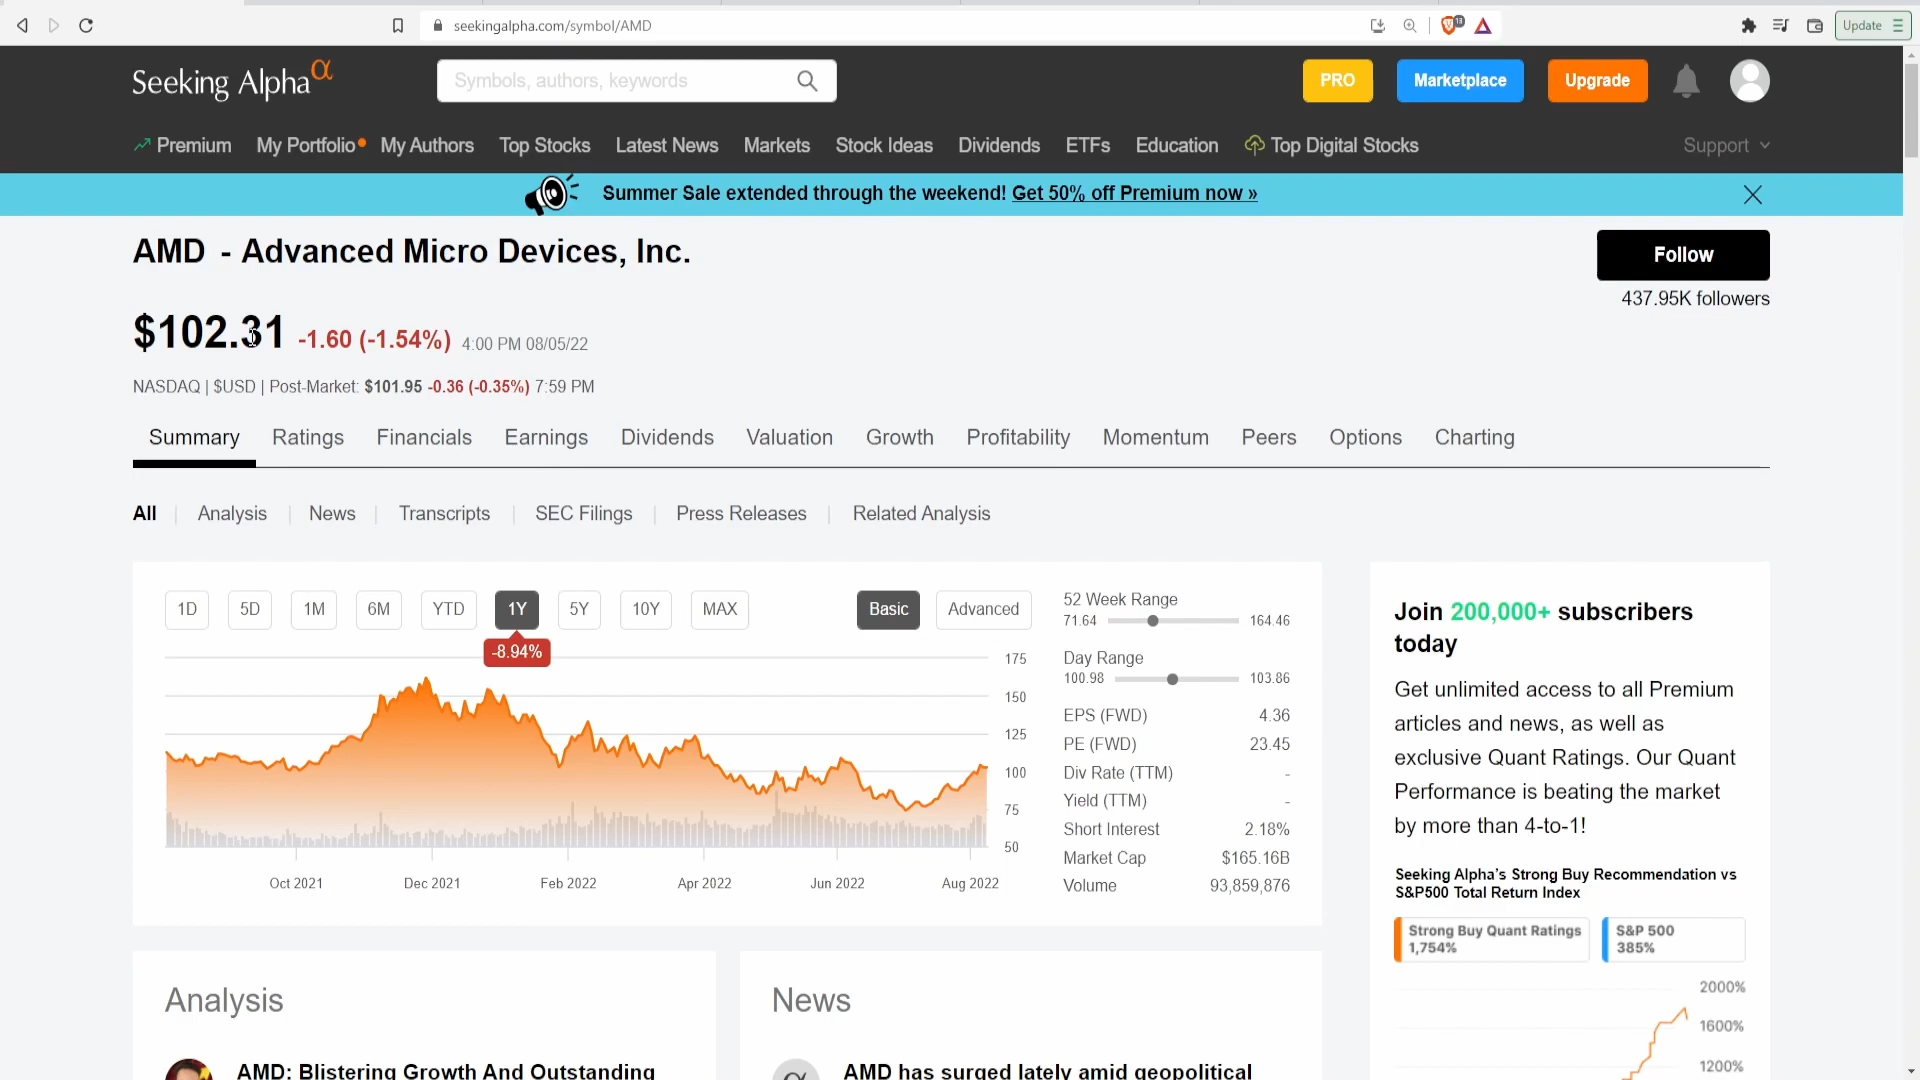 seekingalpha.com/symbol/AMD
13
Update
Seeking Alpha α
Symbols, authors, keywords
PRO
Marketplace
Upgrade
Premium My Portfolio My Authors Top Stocks Latest News Markets Stock Ideas Dividends ETFs Education Top Digital Stocks Support
Summer Sale extended through the weekend! Get 50% off Premium now »
AMD - Advanced Micro Devices, Inc.
Follow
437.95K followers
$102.31 -1.60 (-1.54%) 4:00 PM 08/05/22
NASDAQ | $USD | Post-Market: $101.95 -0.36 (-0.35%) 7:59 PM
Summary Ratings Financials Earnings Dividends Valuation Growth Profitability Momentum Peers Options Charting
All | Analysis | News | Transcripts | SEC Filings | Press Releases | Related Analysis
1D 5D 1M 6M YTD 1Y 5Y 10Y MAX
Basic Advanced
-8.94%
175
150
125
100
75
50
Oct 2021 Dec 2021 Feb 2022 Apr 2022 Jun 2022 Aug 2022
52 Week Range
71.64 164.46
Day Range
100.98 103.86
EPS (FWD) 4.36
PE (FWD) 23.45
Div Rate (TTM) -
Yield (TTM) -
Short Interest 2.18%
Market Cap $165.16B
Volume 93,859,876
Join 200,000+ subscribers
today
Get unlimited access to all Premium
articles and news, as well as
exclusive Quant Ratings. Our Quant
Performance is beating the market
by more than 4-to-1!
Seeking Alpha's Strong Buy Recommendation vs
S&P500 Total Return Index
Strong Buy Quant Ratings
1,754%
S&P 500
385%
2000%
1600%
1200%
Analysis
AMD: Blistering Growth And Outstanding
News
α
AMD has surged lately amid geopolitical